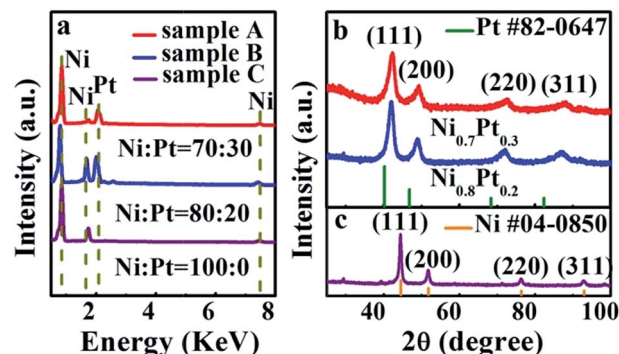 a
sample A
sample B
sample C
Ni
Ni
Pt
Ni
Ni:Pt=70:30
Ni:Pt=80:20
Ni:Pt=100:0
Intensity (a.u.)
2 4 6 8
Energy (KeV)
b
Pt #82-0647
(111)
(200)
(220) (311)
Ni0.7Pt0.3
Ni0.8Pt0.2
c
Ni #04-0850
(111)
(200)
(220) (311)
Intensity (a.u.)
40 60 80 100
2θ (degree)